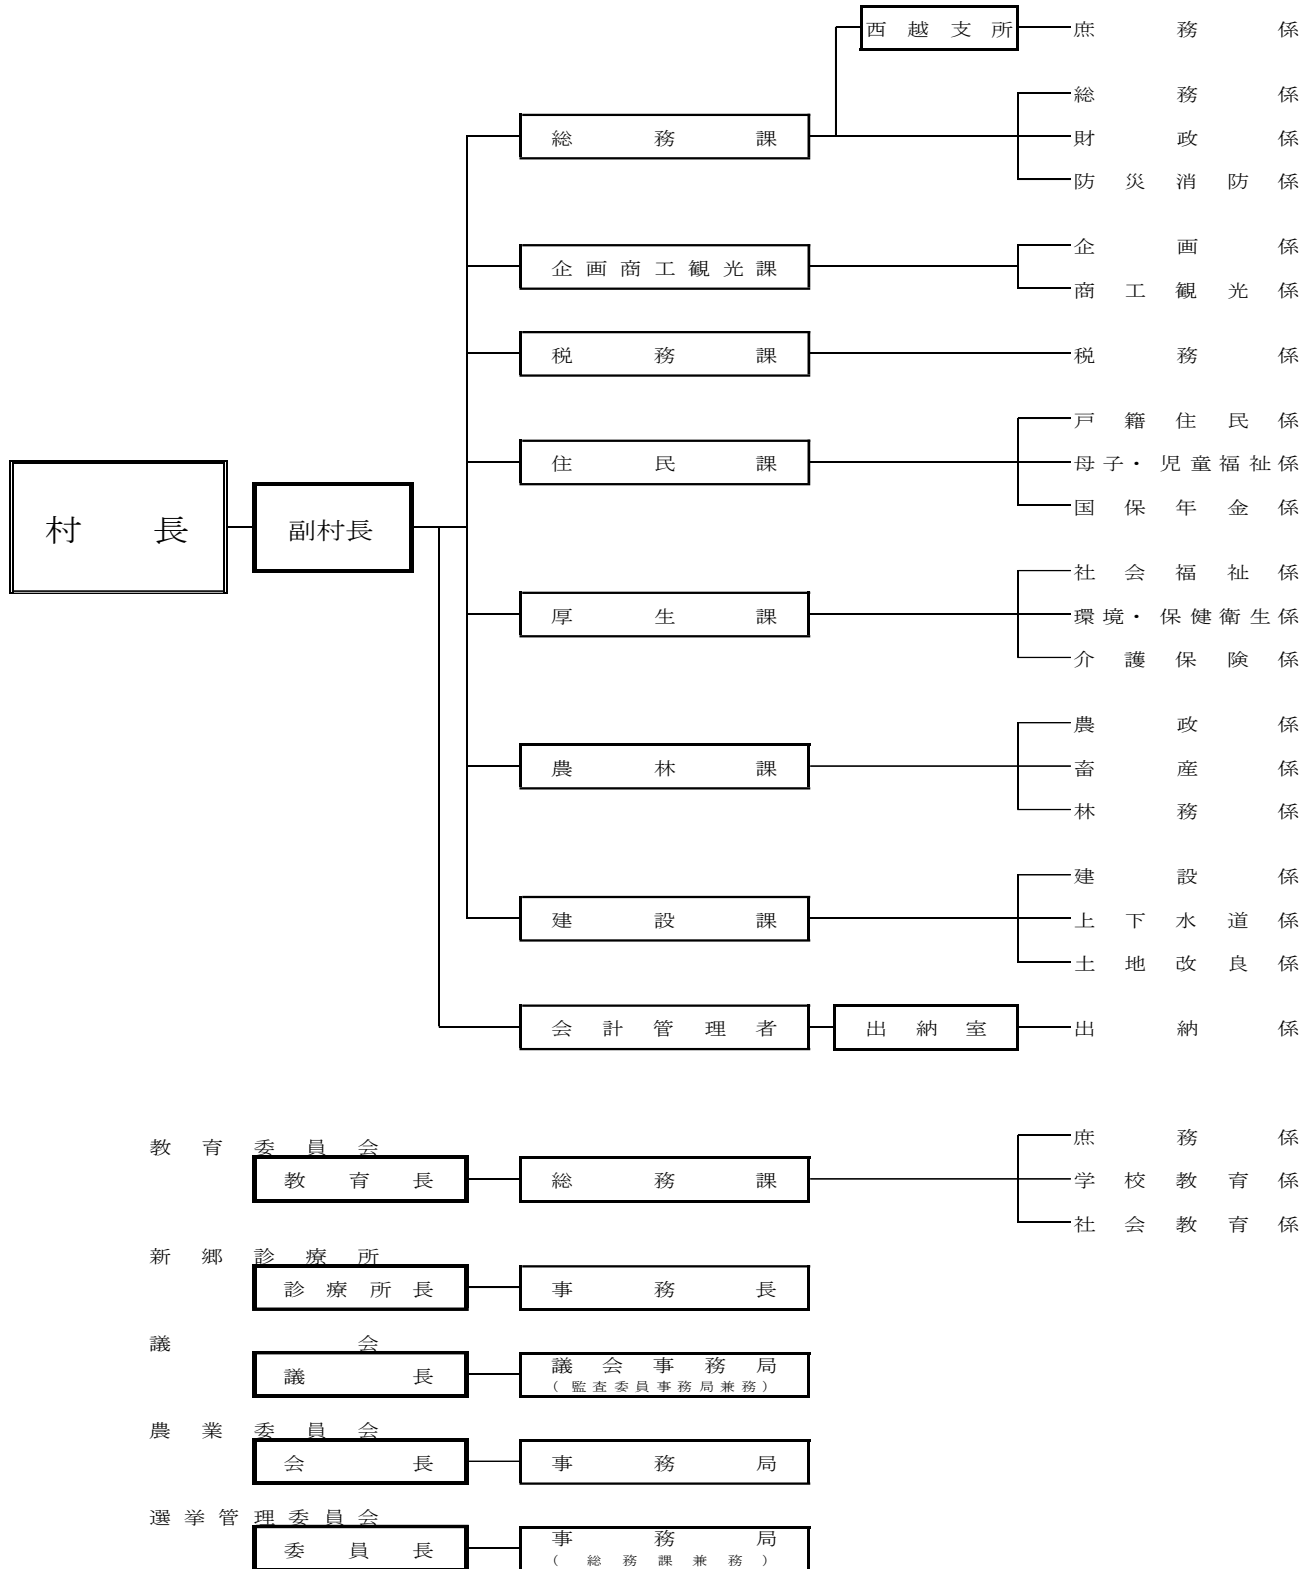 西越支所 庶務係
総務係
総務課 財政係
防災消防係
企画係
企画商工観光課
商工観光係
税務課 税務係
戸籍住民係
住民課 母子・児童福祉係
国保年金係
村長 副村長
社会福祉係
厚生課 環境・保健衛生係
介護保険係
農政係
農林課 畜産係
林務係
建設係
建設課 上下水道係
土地改良係
会計管理者 出納室 出納係
教育委員会 庶務係
教育長 総務課 学校教育係
社会教育係
新郷診療所
診療所長 事務長
議会
議長 議会事務局
(監査委員事務局兼務)
農業委員会
会長 事務局
選挙管理委員会
委員長 事務局
(総務課兼務)